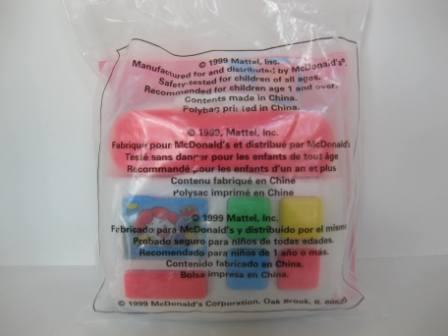 © 1999 Mattel, Inc.
Manufactured for and distributed by McDonald's®.
Safety-tested for children of all ages.
Recommended for children age 1 and over.
Contents made in China.
Polybag printed in China.
© 1999, Mattel, Inc.
Fabriqué pour McDonald's et distribué par McDonald's
Testé sans danger pour les enfants de tout âge
Recommandé pour les enfants d'un an et plus
Contenu fabriqué en Chine
Polysac imprimé en Chine
© 1999 Mattel, Inc.
Fabricado para McDonald's y distribuido por el mismo
Probado seguro para niños de todas edades.
Recomendado para niños de 1 año o más.
Contenido fabricado en China.
Bolsa impresa en China.
© 1999 McDonald's Corporation, Oak Brook, IL